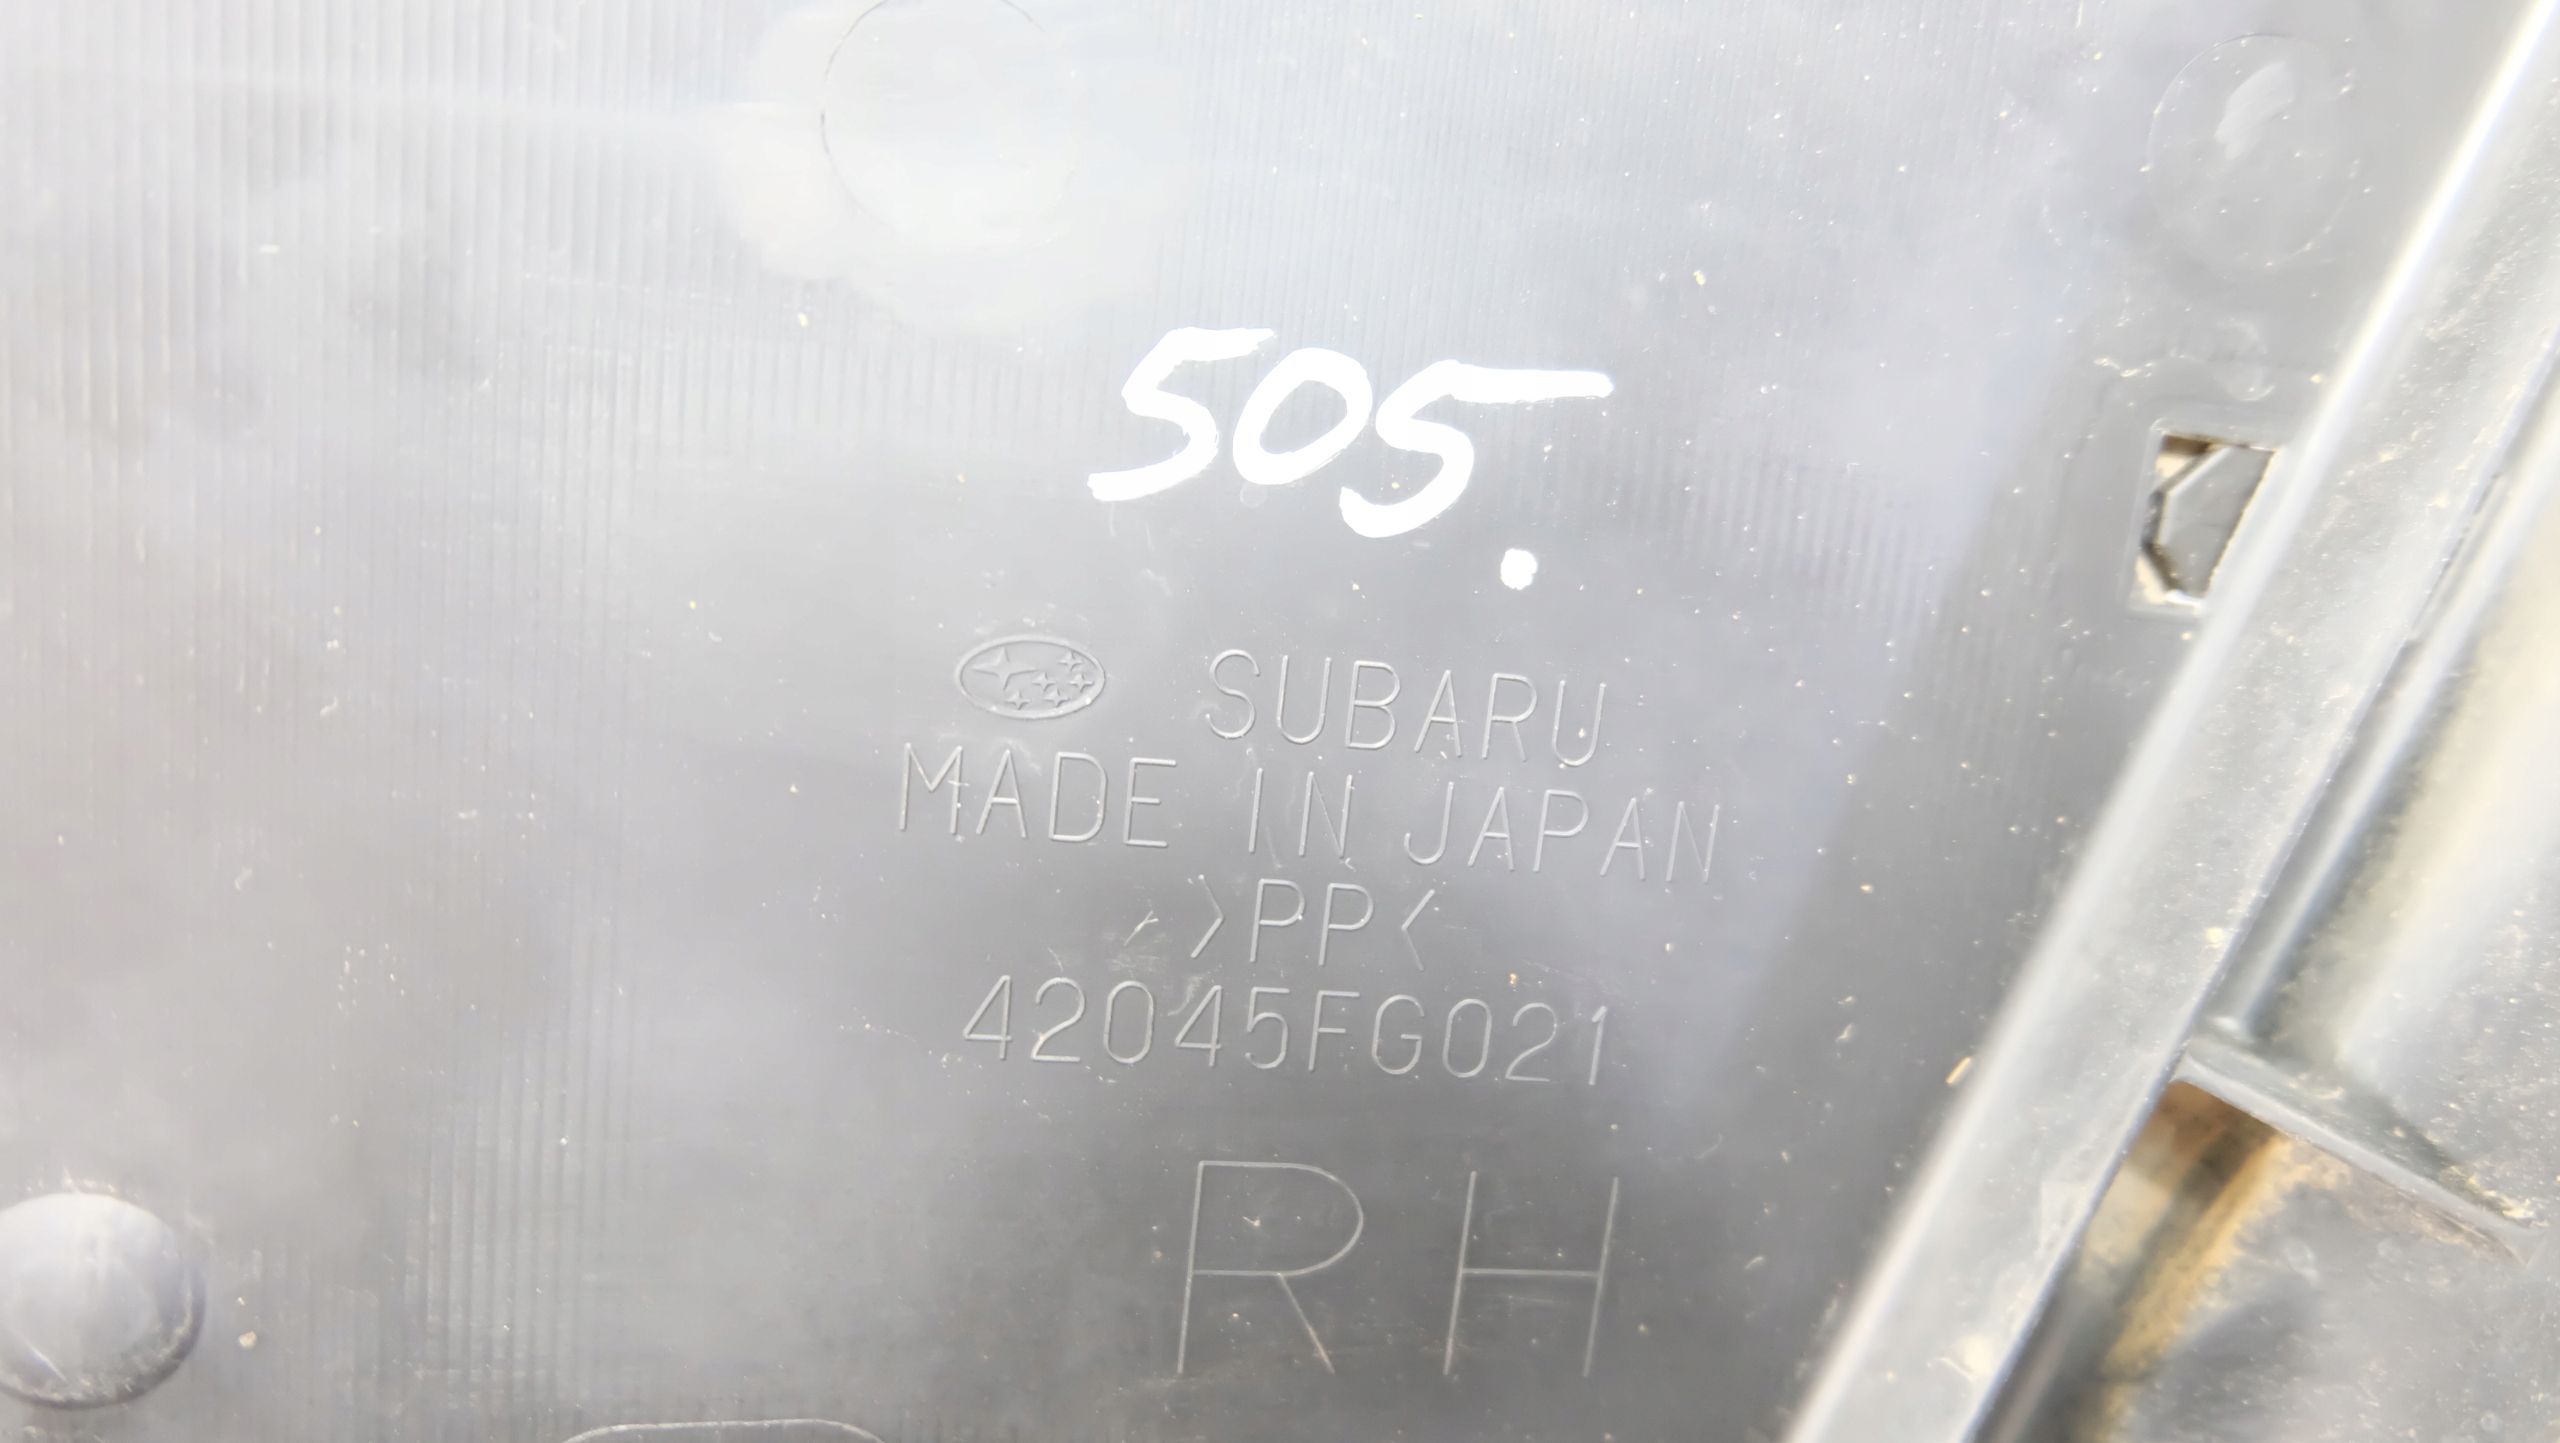 505.
SUBARU
MADE IN JAPAN
>PP<
42045FG021
RH